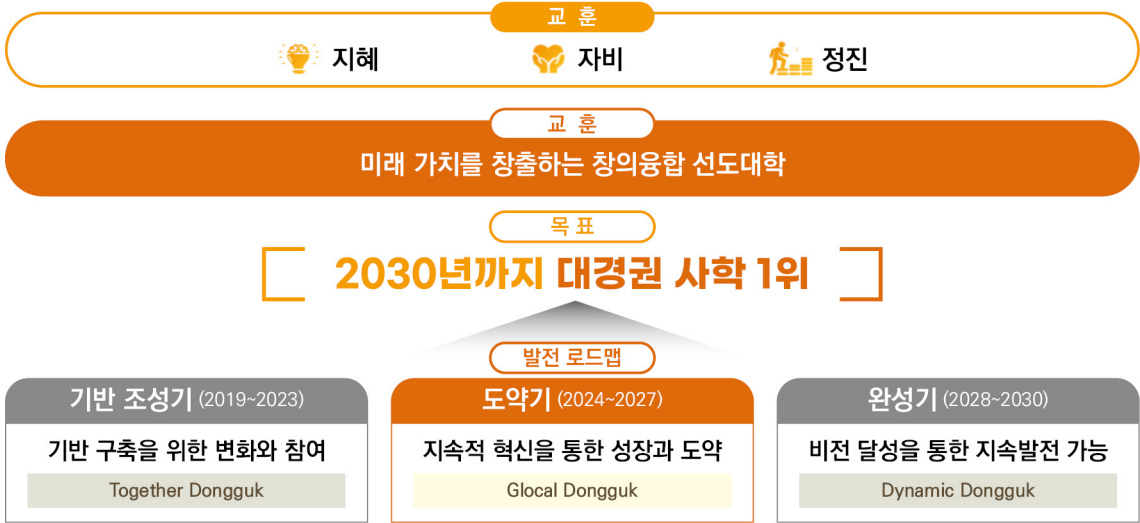 교 훈
지혜 자비 정진
교 훈
미래 가치를 창출하는 창의융합 선도대학
목 표
2030년까지 대경권 사학 1위
발전 로드맵
기반 조성기 (2019~2023)
기반 구축을 위한 변화와 참여
Together Dongguk
도약기 (2024~2027)
지속적 혁신을 통한 성장과 도약
Glocal Dongguk
완성기 (2028~2030)
비전 달성을 통한 지속발전 가능
Dynamic Dongguk